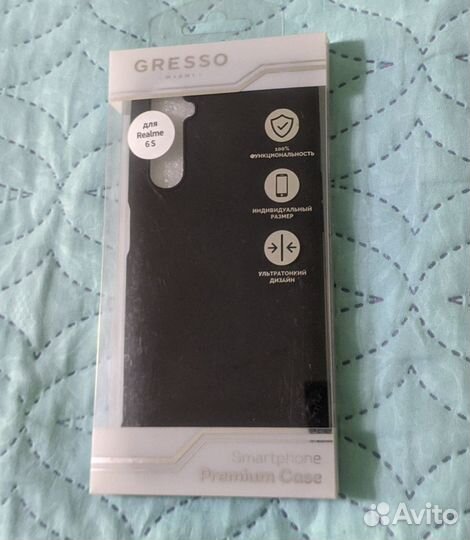 GRESSO
MIAMI
для
Realme
6 S
100%
ФУНКЦИОНАЛЬНОСТЬ
ИНДИВИДУАЛЬНЫЙ
РАЗМЕР
УЛЬТРАТОНКИЙ
ДИЗАЙН
Smartphone
Premium Case
Avito